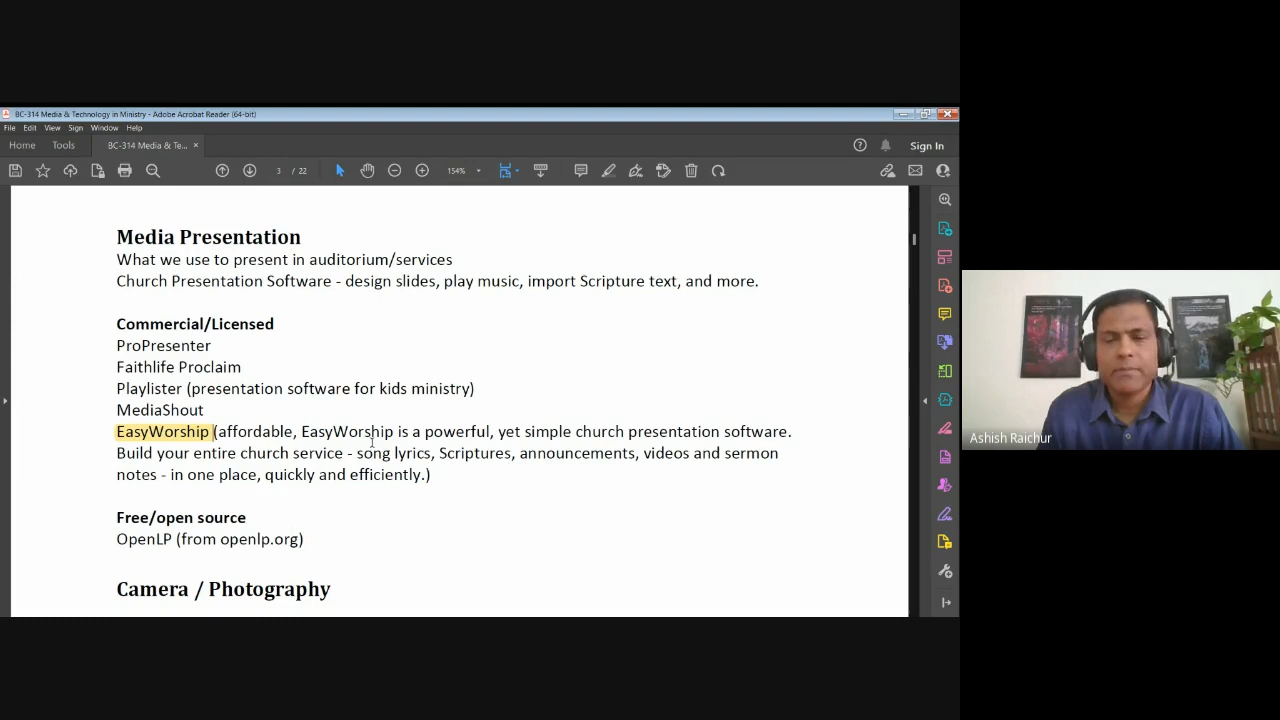 BC-314 Media & Technology in Ministry - Adobe Acrobat Reader (64-bit)
File Edit View Sign Window Help
Home Tools BC-314 Media & Te... × Sign In
3 / 22 154%
Media Presentation
What we use to present in auditorium/services
Church Presentation Software - design slides, play music, import Scripture text, and more.
Commercial/Licensed
ProPresenter
Faithlife Proclaim
Playlister (presentation software for kids ministry)
MediaShout
EasyWorship (affordable, EasyWorship is a powerful, yet simple church presentation software.
Build your entire church service - song lyrics, Scriptures, announcements, videos and sermon
notes - in one place, quickly and efficiently.)
Free/open source
OpenLP (from openlp.org)
Camera / Photography
Ashish Raichur